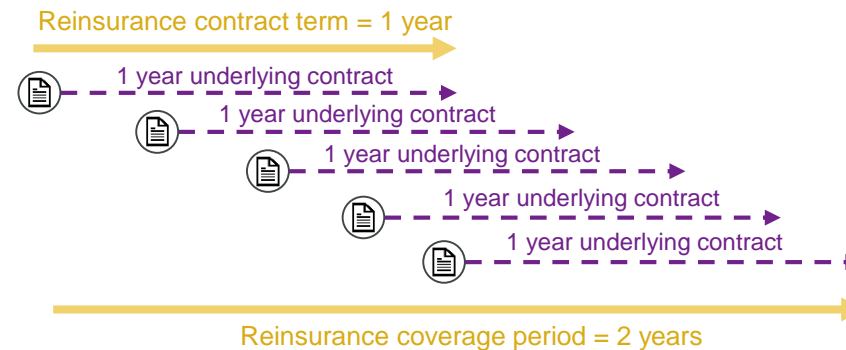 Reinsurance contract term = 1 year
1 year underlying contract
1 year underlying contract
1 year underlying contract
1 year underlying contract
1 year underlying contract
Reinsurance coverage period = 2 years